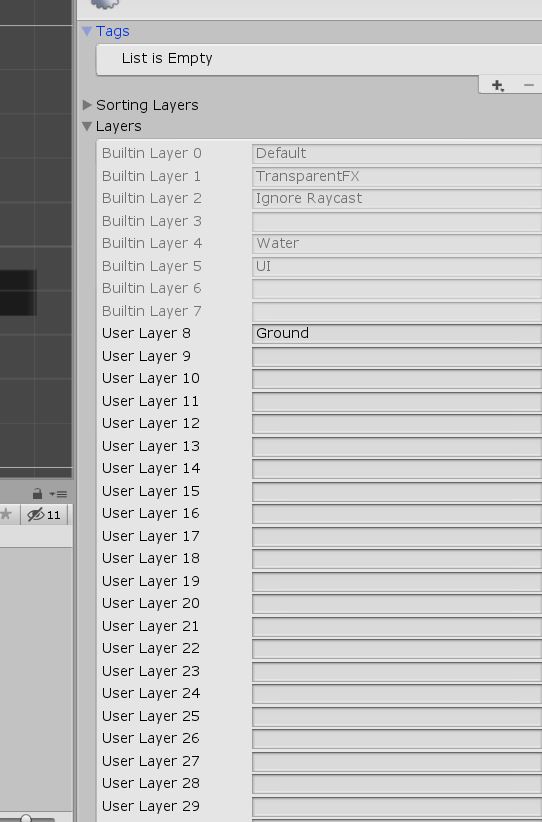 Tags
List is Empty
Sorting Layers
Layers
Builtin Layer 0 Default
Builtin Layer 1 TransparentFX
Builtin Layer 2 Ignore Raycast
Builtin Layer 3
Builtin Layer 4 Water
Builtin Layer 5 UI
Builtin Layer 6
Builtin Layer 7
User Layer 8 Ground
User Layer 9
User Layer 10
User Layer 11
User Layer 12
User Layer 13
User Layer 14
User Layer 15
User Layer 16
User Layer 17
User Layer 18
User Layer 19
User Layer 20
User Layer 21
User Layer 22
User Layer 23
User Layer 24
User Layer 25
User Layer 26
User Layer 27
User Layer 28
User Layer 29
11